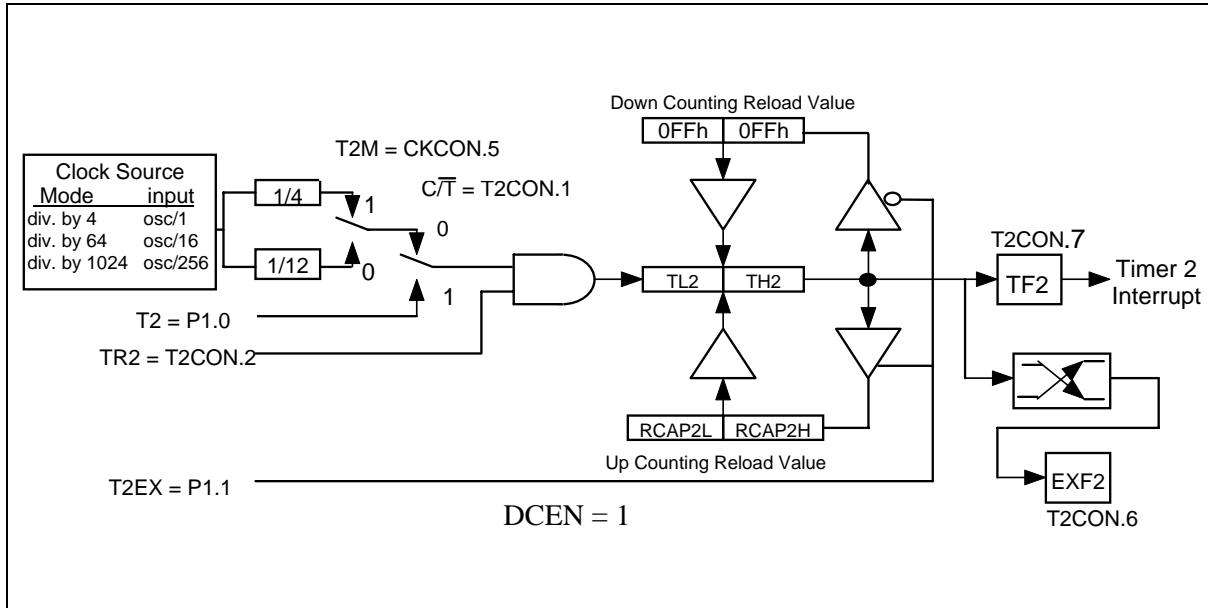 Down Counting Reload Value
0FFh 0FFh
T2M = CKCON.5
C/T̅ = T2CON.1
Clock Source
Mode input
div. by 4 osc/1
div. by 64 osc/16
div. by 1024 osc/256
1/4
1
0
1/12
0
1
T2CON.7
TL2 TH2
TF2
Timer 2
Interrupt
T2 = P1.0
TR2 = T2CON.2
RCAP2L RCAP2H
Up Counting Reload Value
T2EX = P1.1
EXF2
DCEN = 1
T2CON.6